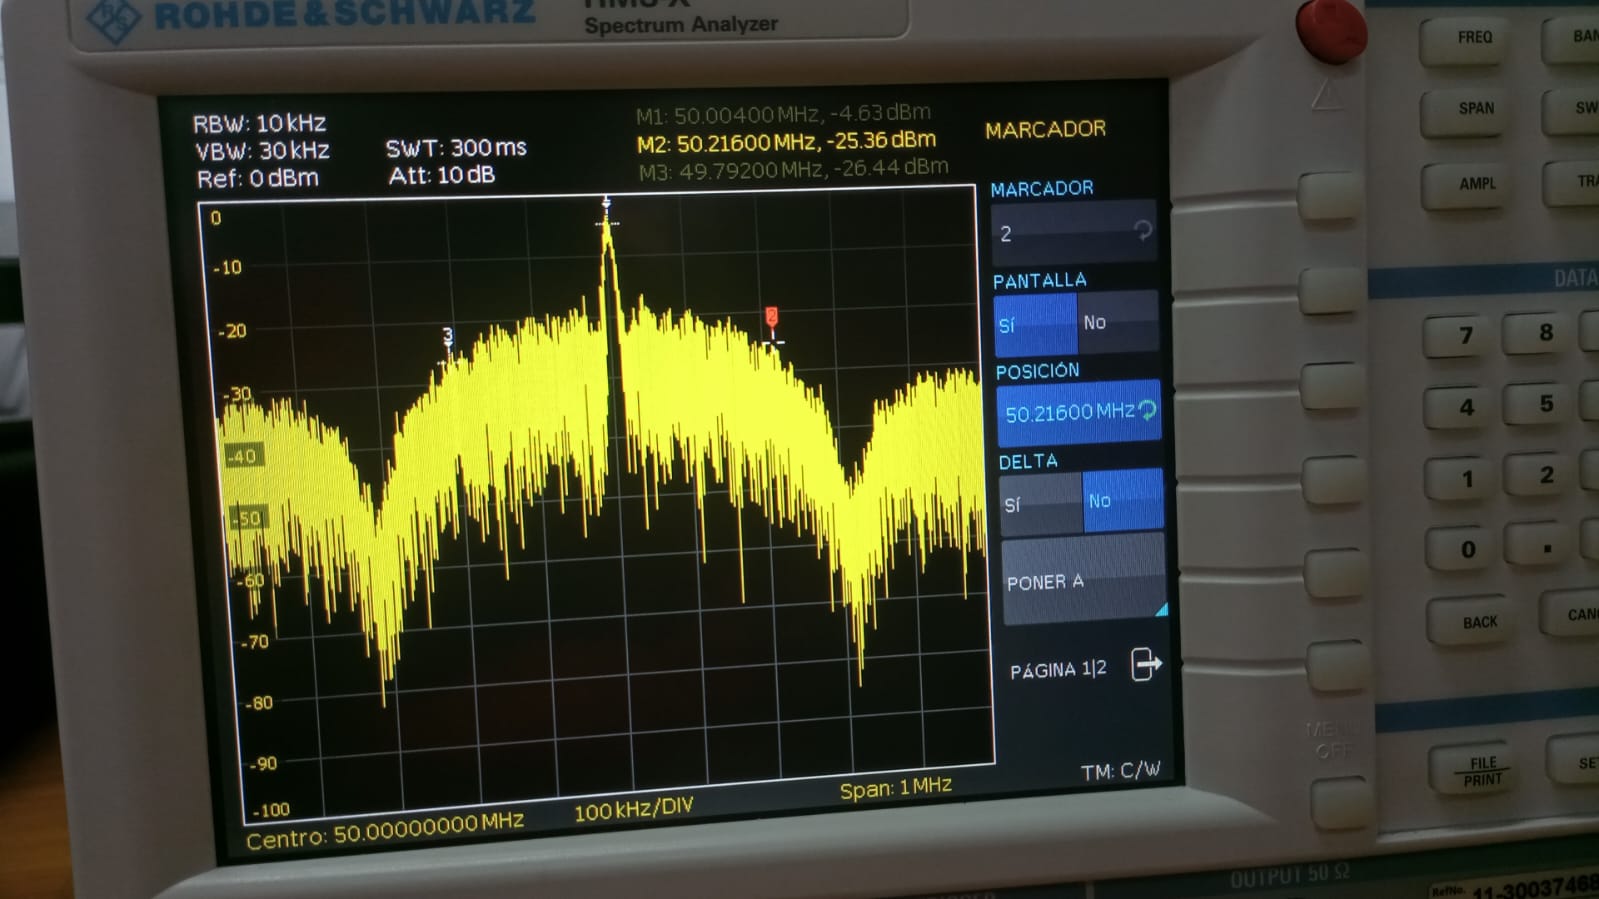 ROHDE & SCHWARZ
Spectrum Analyzer
RBW: 10 kHz
VBW: 30 kHz
Ref: 0 dBm
SWT: 300 ms
Att: 10 dB
M1: 50.00400 MHz, -4.63 dBm
M2: 50.21600 MHz, -25.36 dBm
M3: 49.79200 MHz, -26.44 dBm
MARCADOR
0
-10
-20
-30
-40
-50
-60
-70
-80
-90
-100
3
2
Centro: 50.00000000 MHz
100 kHz/DIV
Span: 1 MHz
MARCADOR
2
PANTALLA
Sí No
POSICIÓN
50.21600 MHz
DELTA
Sí No
PONER A
PÁGINA 1|2
TM: C/W
FREQ
SPAN
AMPL
DATA
7 8
4 5
1 2
0 .
BACK
MENU
OFF
FILE
PRINT
OUTPUT 50 Ω
RefNo. 11-30037468